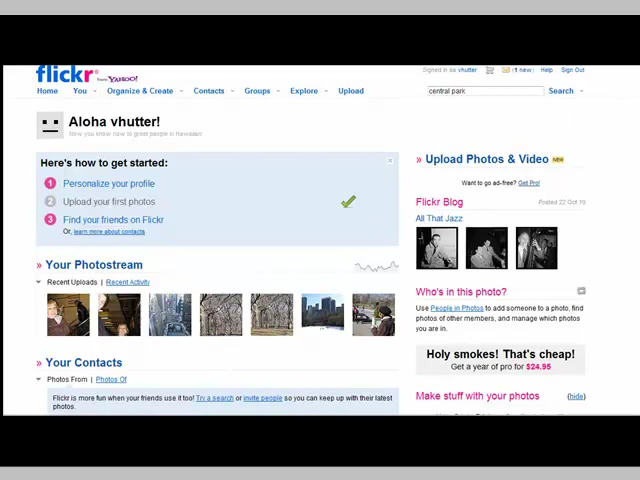 flickr from YAHOO!
Signed in as vhutter (1 new) Help Sign Out
Home You Organize & Create Contacts Groups Explore Upload
central park Search
Aloha vhutter!
Now you know how to greet people in Hawaiian!
Here's how to get started:
1 Personalize your profile
2 Upload your first photos
3 Find your friends on Flickr
Or, learn more about contacts
» Your Photostream
Recent Uploads | Recent Activity
» Your Contacts
Photos From | Photos Of
Flickr is more fun when your friends use it too! Try a search or invite people so you can keep up with their latest
photos.
» Upload Photos & Video NEW
Want to go ad-free? Get Pro!
Flickr Blog Posted 22 Oct 10
All That Jazz
Who's in this photo?
Use People in Photos to add someone to a photo, find
photos of other members, and manage which photos
you are in.
Holy smokes! That's cheap!
Get a year of pro for $24.95
Make stuff with your photos (hide)